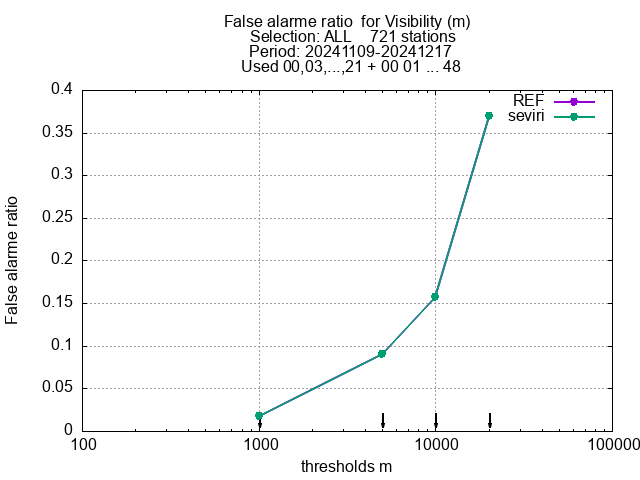 False alarme ratio  for Visibility (m)
Selection: ALL    721 stations
Period: 20241109-20241217
Used 00,03,...,21 + 00 01 ... 48
REF
seviri
0.4
0.35
0.3
0.25
0.2
0.15
0.1
0.05
0
False alarme ratio
100
1000
10000
100000
thresholds m